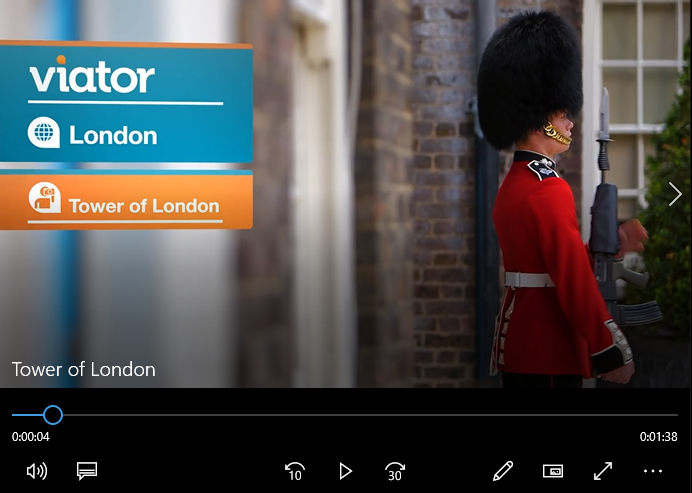 viator
London
Tower of London
Tower of London
0:00:04
0:01:38
10
30